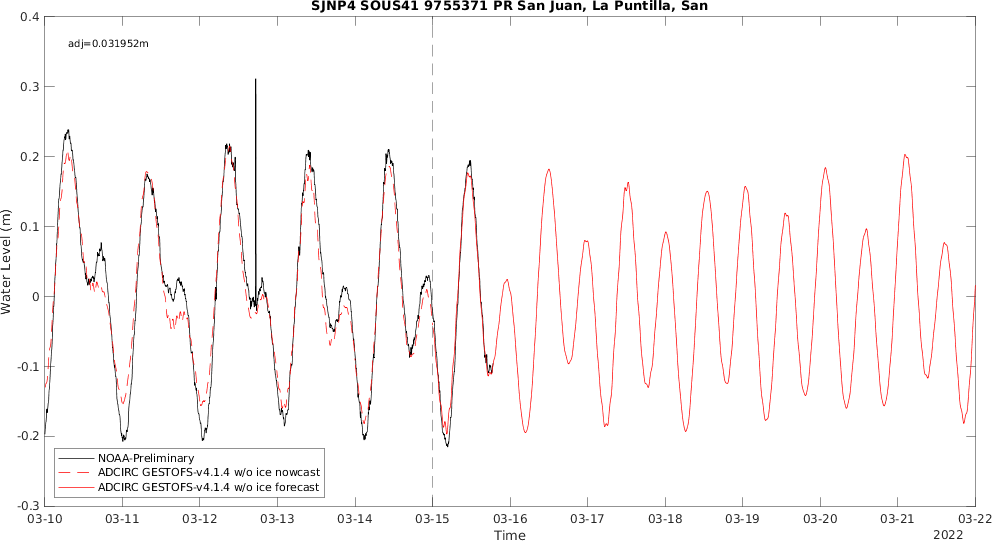 SJNP4 SOUS41 9755371 PR San Juan, La Puntilla, San
adj=0.031952m
Water Level (m)
0.4
0.3
0.2
0.1
0
-0.1
-0.2
-0.3
NOAA-Preliminary
ADCIRC GESTOFS-v4.1.4 w/o ice nowcast
ADCIRC GESTOFS-v4.1.4 w/o ice forecast
03-10 03-11 03-12 03-13 03-14 03-15 03-16 03-17 03-18 03-19 03-20 03-21 03-22
Time
2022